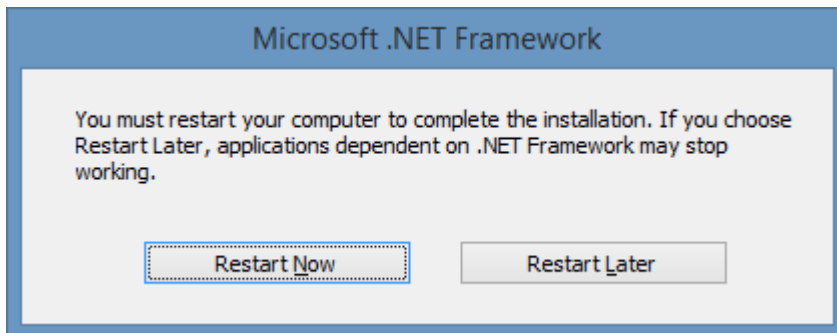 Microsoft .NET Framework
You must restart your computer to complete the installation. If you choose
Restart Later, applications dependent on .NET Framework may stop
working.
Restart Now
Restart Later